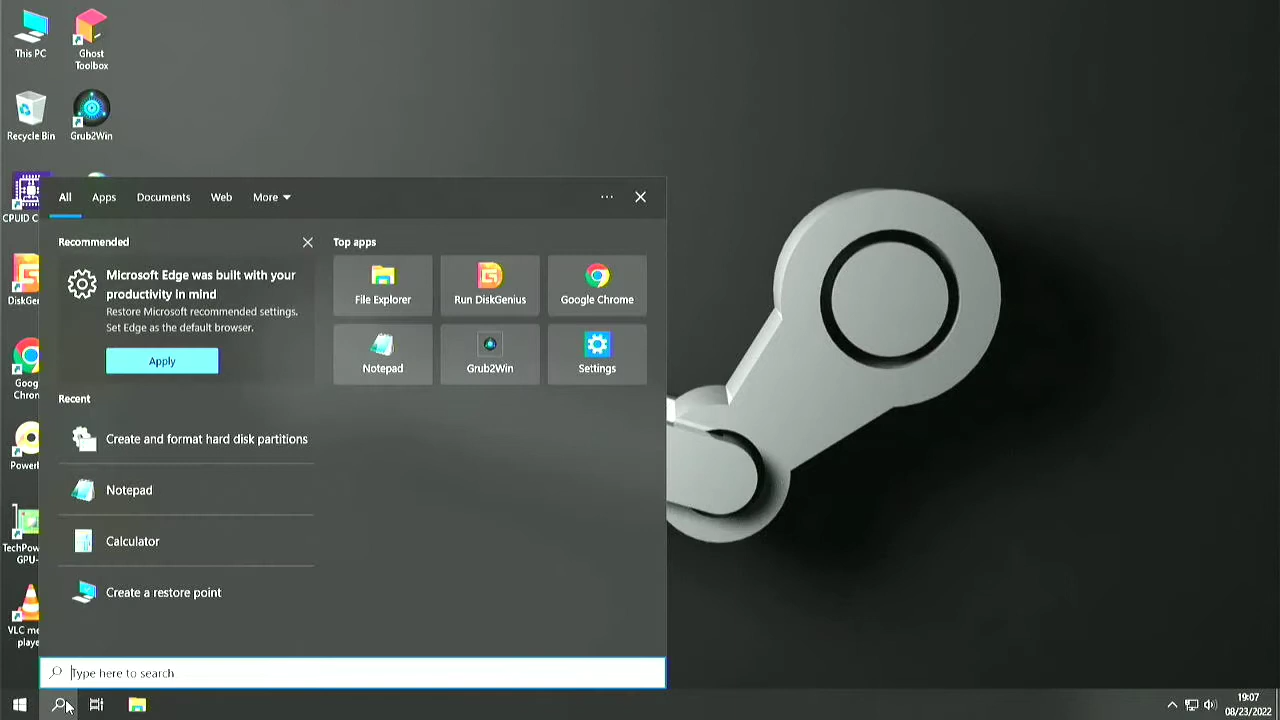 This PC
Ghost
Toolbox
Recycle Bin
Grub2Win
CPUID C
DiskGen
Goog
Chrom
Power
TechPow
GPU-
VLC me
playe
All
Apps
Documents
Web
More
Recommended
Microsoft Edge was built with your
productivity in mind
Restore Microsoft recommended settings.
Set Edge as the default browser.
Apply
Recent
Create and format hard disk partitions
Notepad
Calculator
Create a restore point
Top apps
File Explorer
Run DiskGenius
Google Chrome
Notepad
Grub2Win
Settings
Type here to search
19:07
08/23/2022